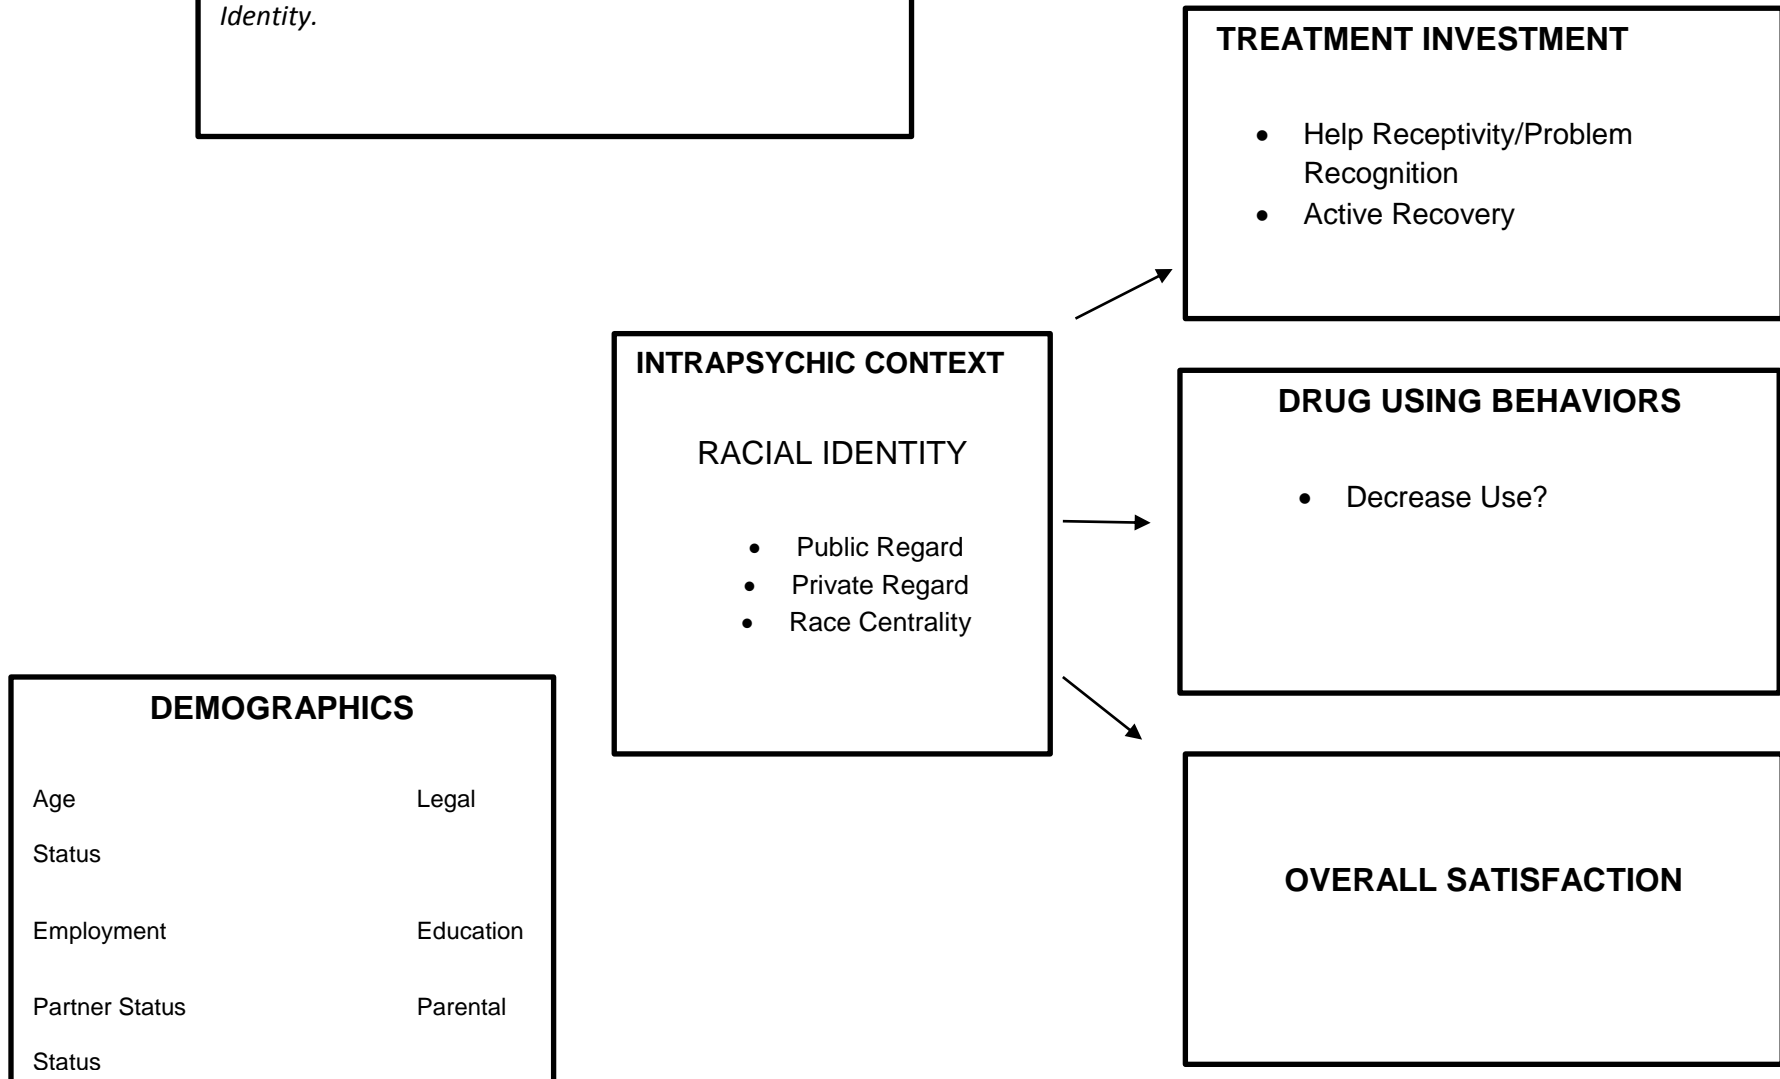 Identity.
TREATMENT INVESTMENT
• Help Receptivity/Problem
Recognition
• Active Recovery
INTRAPSYCHIC CONTEXT
RACIAL IDENTITY
• Public Regard
• Private Regard
• Race Centrality
DRUG USING BEHAVIORS
• Decrease Use?
DEMOGRAPHICS
Age Legal
Status
Employment Education
Partner Status Parental
Status
OVERALL SATISFACTION